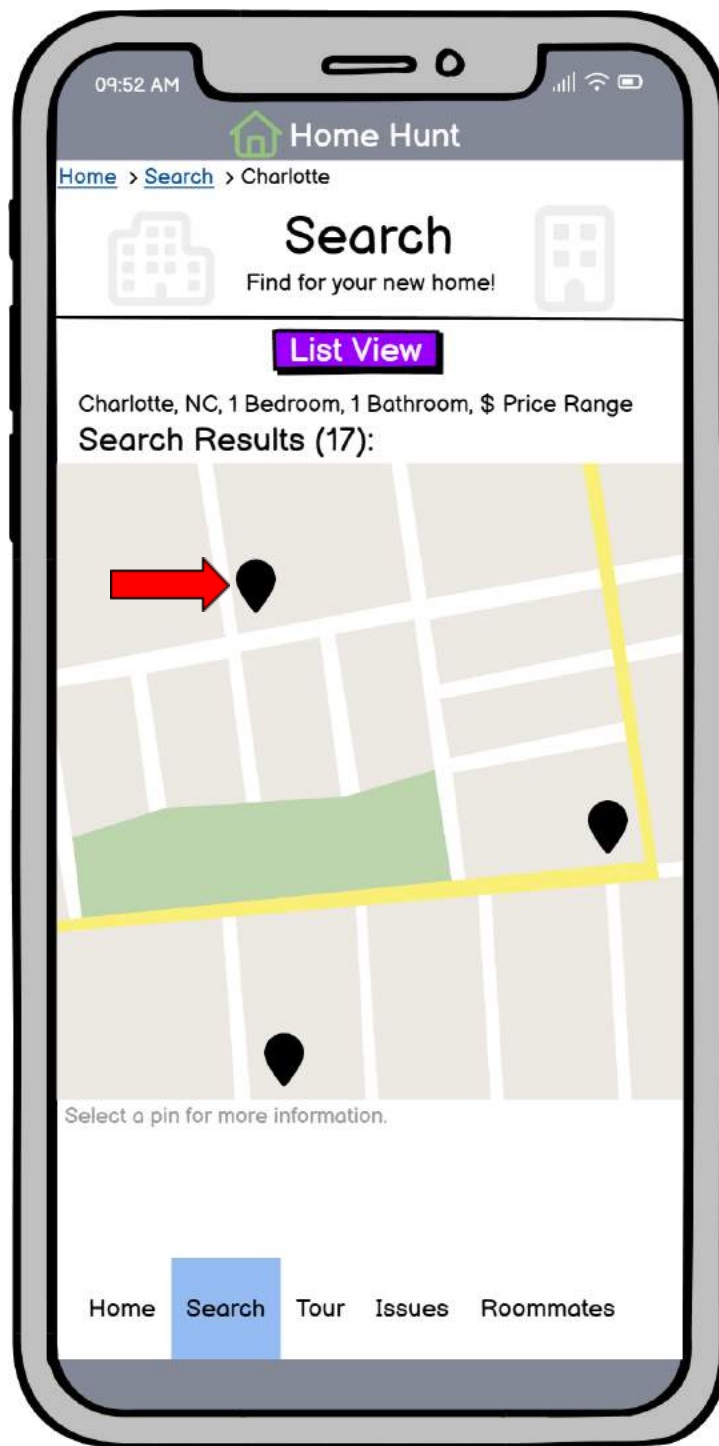 09:52 AM
Home Hunt
Home > Search > Charlotte
Search
Find for your new home!
List View
Charlotte, NC, 1 Bedroom, 1 Bathroom, $ Price Range
Search Results (17):
Select a pin for more information.
Home Search Tour Issues Roommates